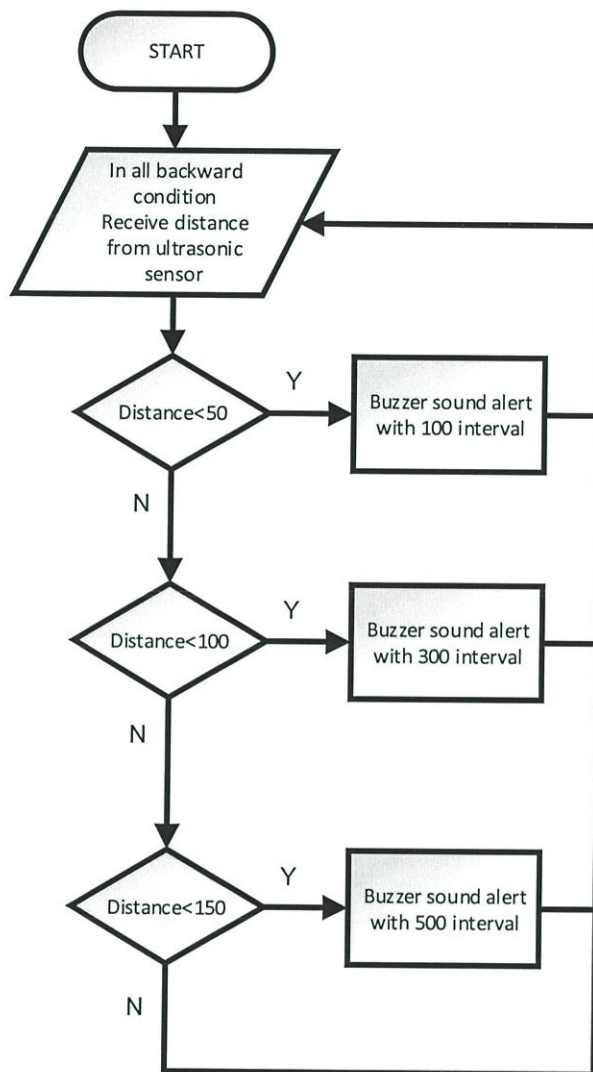 START
In all backward
condition
Receive distance
from ultrasonic
sensor
Distance<50
Y
Buzzer sound alert
with 100 interval
N
Distance<100
Y
Buzzer sound alert
with 300 interval
N
Distance<150
Y
Buzzer sound alert
with 500 interval
N